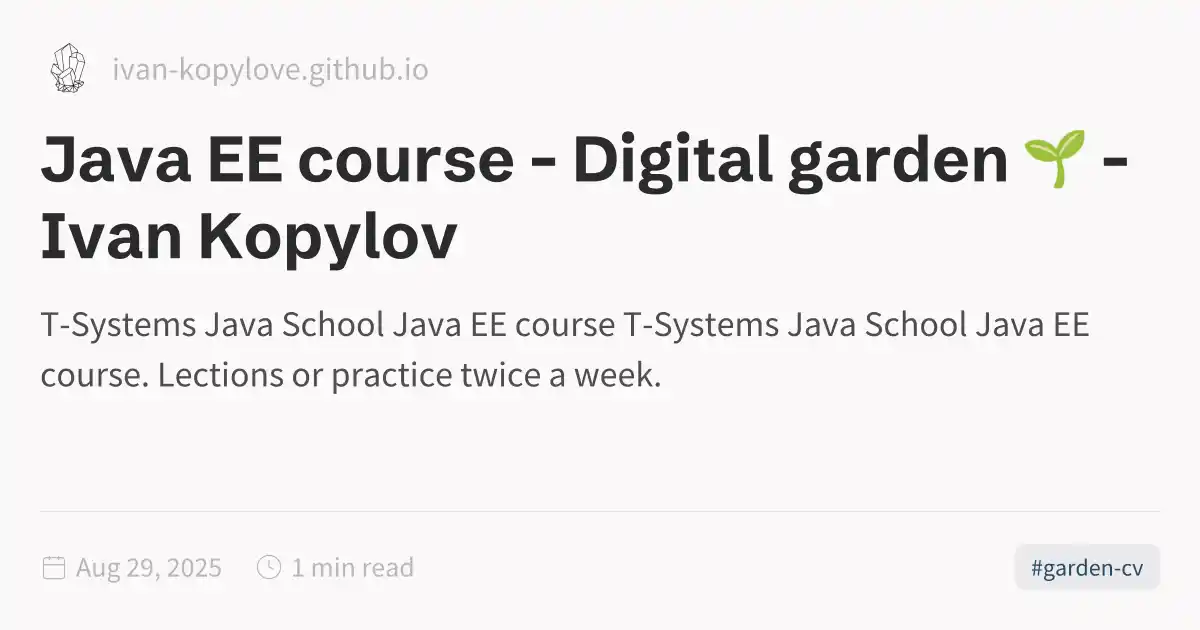 ivan-kopylove.github.io
Java EE course - Digital garden 🌱 -
Ivan Kopylov
T-Systems Java School Java EE course T-Systems Java School Java EE
course. Lections or practice twice a week.
Aug 29, 2025 1 min read #garden-cv